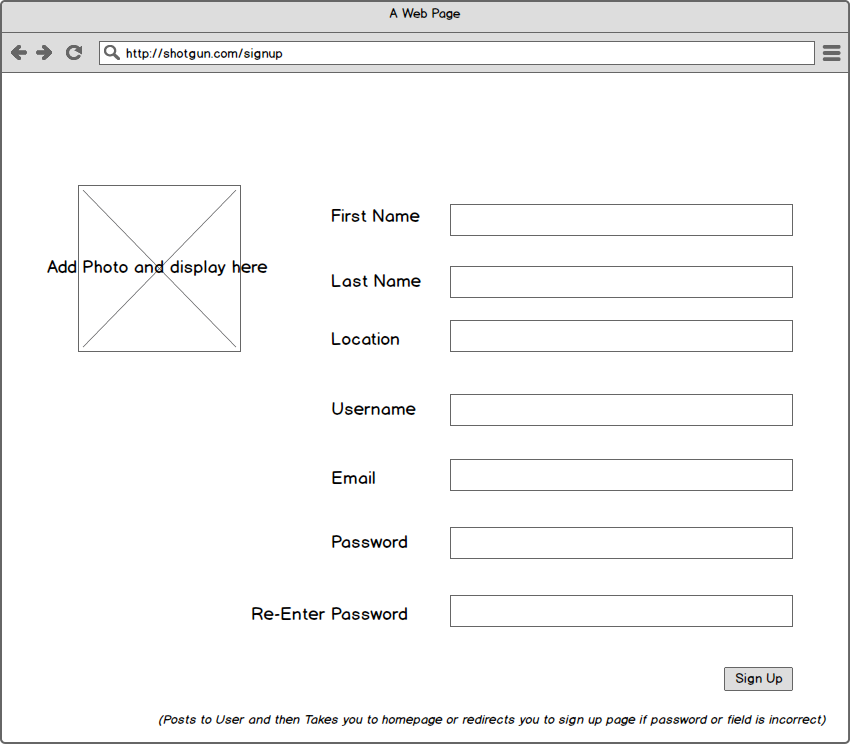 A Web Page
http://shotgun.com/signup
First Name
Add Photo and display here
Last Name
Location
Username
Email
Password
Re-Enter Password
Sign Up
(Posts to User and then Takes you to homepage or redirects you to sign up page if password or field is incorrect)